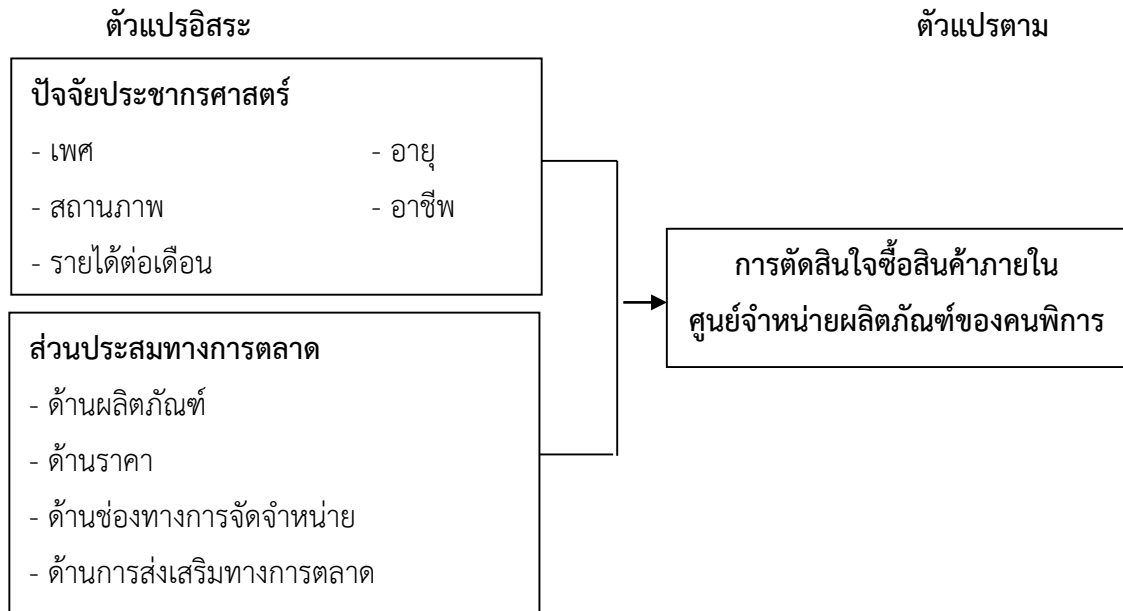 ตัวแปรอิสระ ตัวแปรตาม
ปัจจัยประชากรศาสตร์
- เพศ - อายุ
- สถานภาพ - อาชีพ
- รายได้ต่อเดือน
การตัดสินใจซื้อสินค้าภายใน
ศูนย์จำหน่ายผลิตภัณฑ์ของคนพิการ
ส่วนประสมทางการตลาด
- ด้านผลิตภัณฑ์
- ด้านราคา
- ด้านช่องทางการจัดจำหน่าย
- ด้านการส่งเสริมทางการตลาด